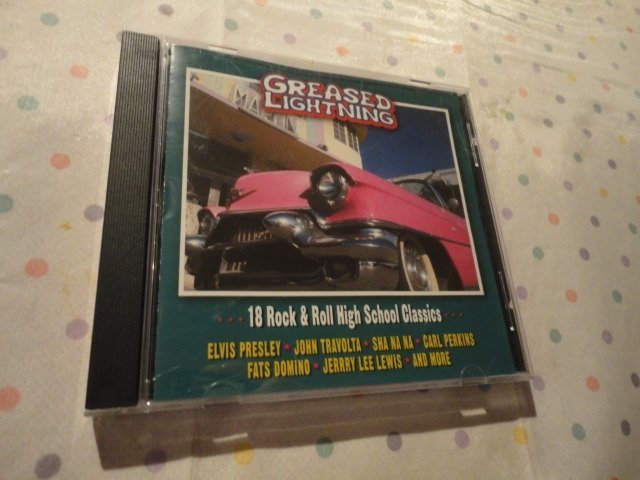 GREASED
LIGHTNING
18 Rock & Roll High School Classics
ELVIS PRESLEY ★ JOHN TRAVOLTA ★ SHA NA NA ★ CARL PERKINS
FATS DOMINO ★ JERRRY LEE LEWIS ★ AND MORE